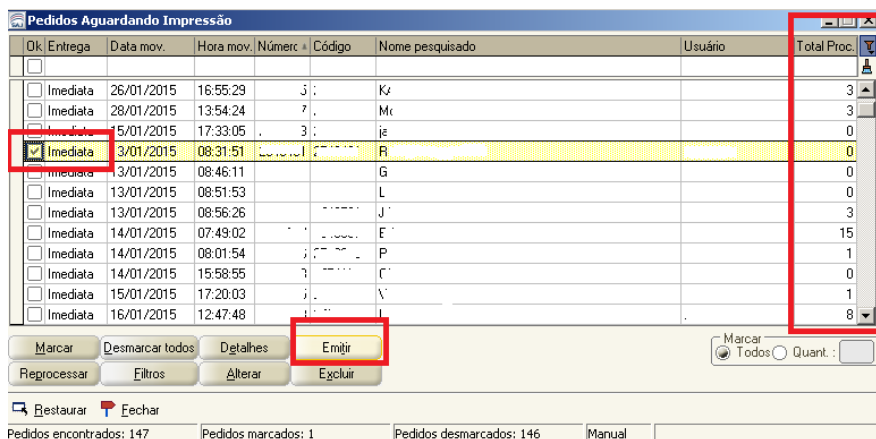 Pedidos Aguardando Impressão
Ok Entrega Data mov. Hora mov. Númerc Código Nome pesquisado Usuário Total Proc.
Imediata 26/01/2015 16:55:29 3
Imediata 28/01/2015 13:54:24 3
Imediata 15/01/2015 17:33:05 3 0
Imediata 3/01/2015 08:31:51 R 0
Imediata 13/01/2015 08:46:11 G 0
Imediata 13/01/2015 08:51:53 L 0
Imediata 13/01/2015 08:56:26 J 3
Imediata 14/01/2015 07:49:02 E 15
Imediata 14/01/2015 08:01:54 P 1
Imediata 14/01/2015 15:58:55 0
Imediata 15/01/2015 17:20:03 1
Imediata 16/01/2015 12:47:48 8
Marcar Desmarcar todos Detalhes Emitir
Marcar
Todos Quant. :
Reprocessar Filtros Alterar Excluir
Restaurar Fechar
Pedidos encontrados: 147 Pedidos marcados: 1 Pedidos desmarcados: 146 Manual